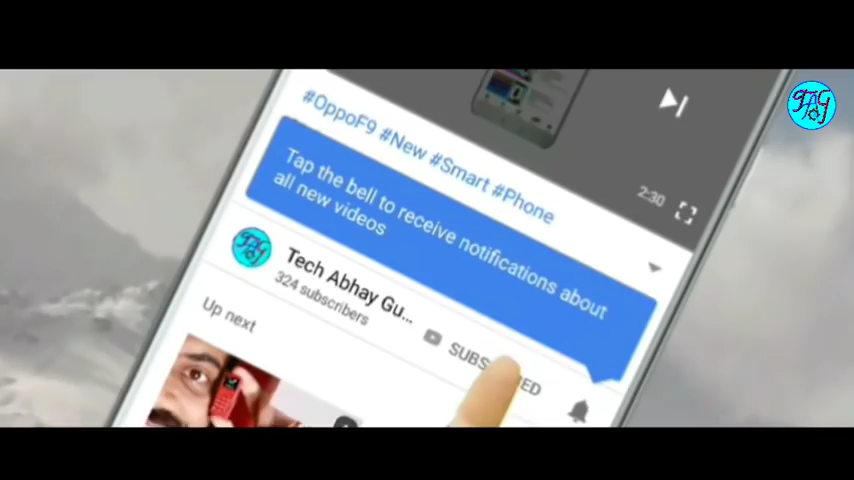 #OppoF9 #New #Smart #Phone
2:30
Tap the bell to receive notifications about
all new videos
Tech Abhay Gu...
324 subscribers
Up next